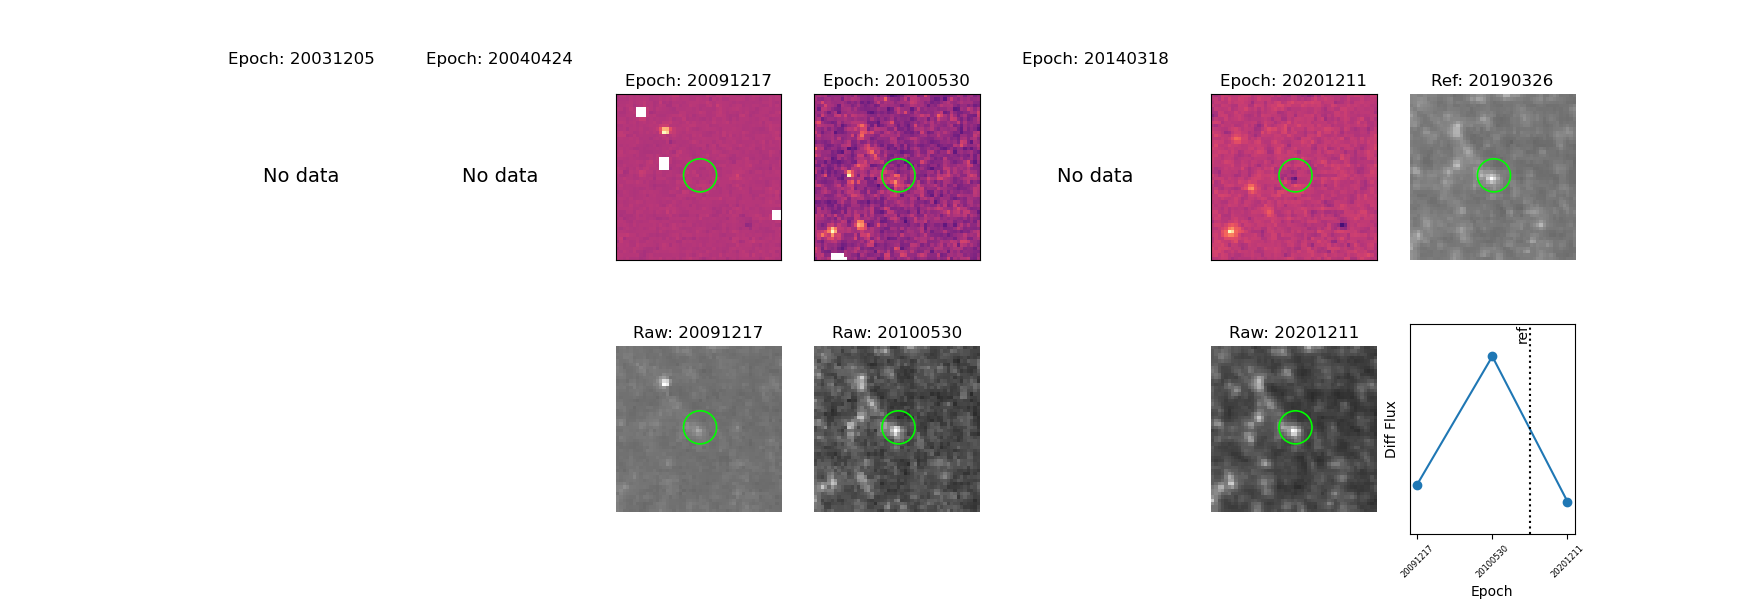 Epoch: 20031205
Epoch: 20040424
Epoch: 20140318
Epoch: 20091217
Epoch: 20100530
Epoch: 20201211
Ref: 20190326
No data
No data
No data
Raw: 20091217
Raw: 20100530
Raw: 20201211
ref
Diff Flux
20091217
20100530
20201211
Epoch